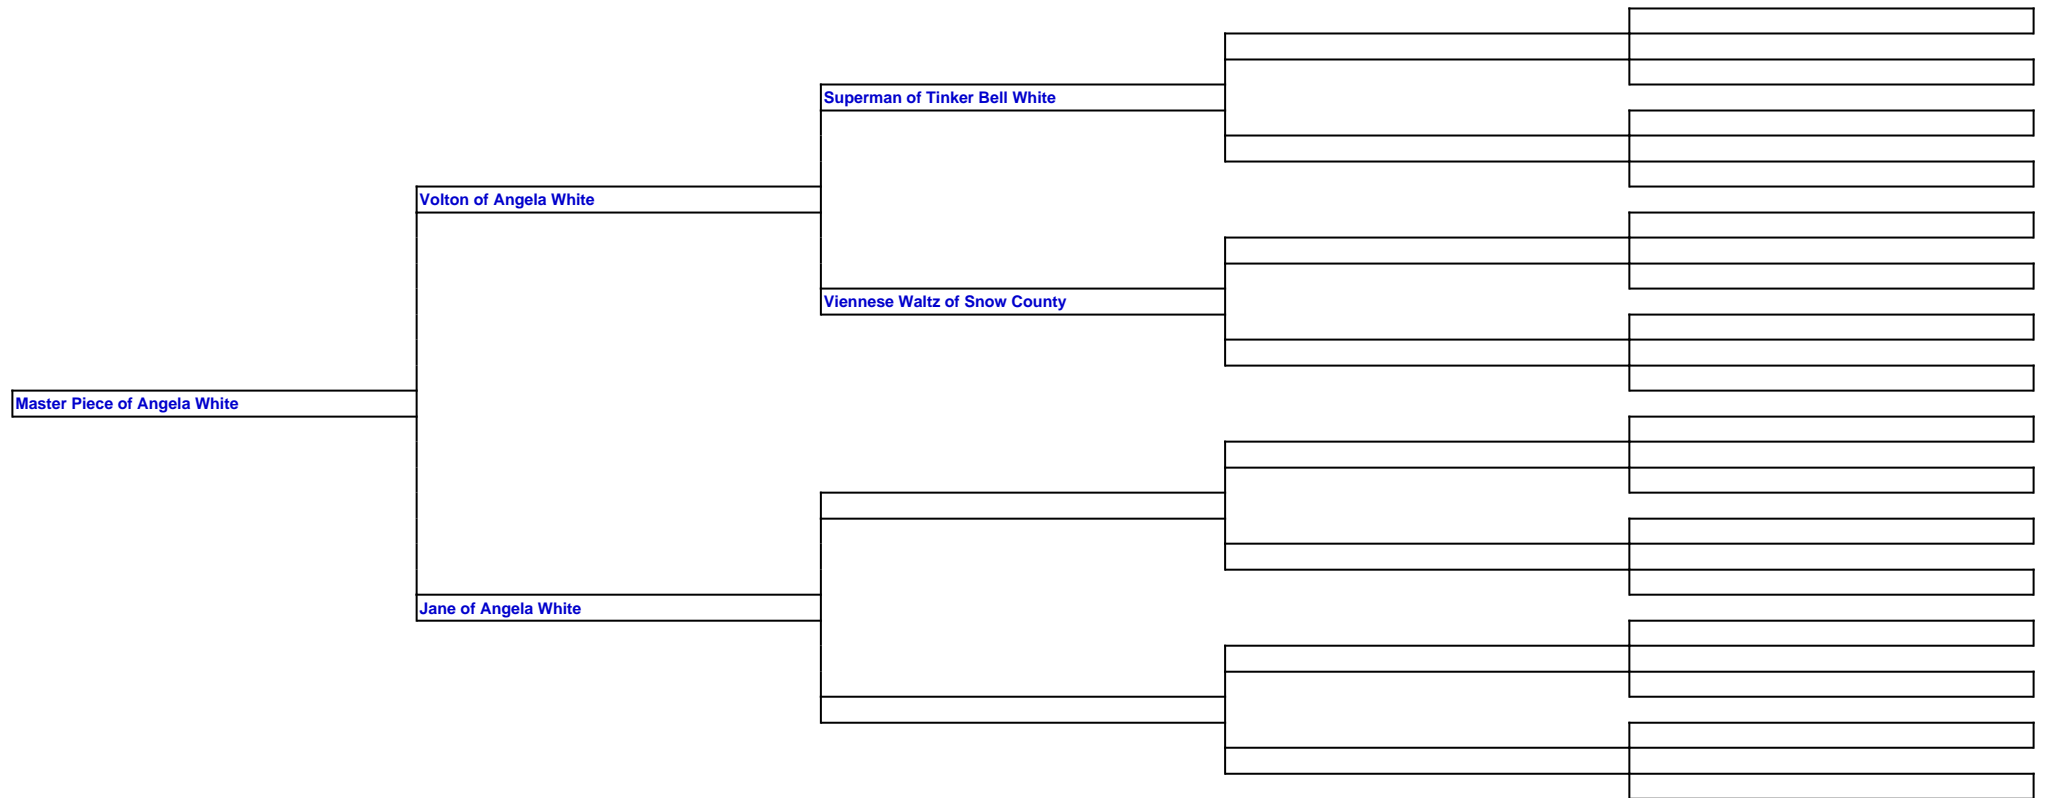 Superman of Tinker Bell White
Volton of Angela White
Viennese Waltz of Snow County
Master Piece of Angela White
Jane of Angela White